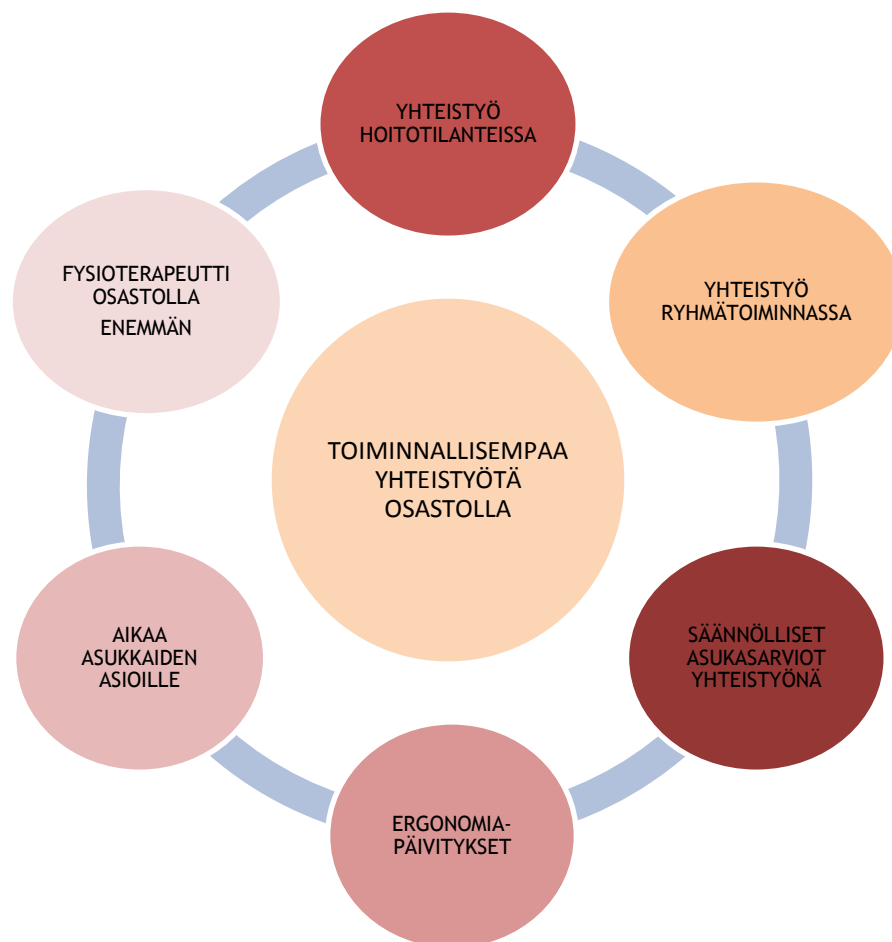 YHTEISTYÖ
HOITOTILANTEISSA
YHTEISTYÖ
RYHMÄTOIMINNASSA
SÄÄNNÖLLISET
ASUKASARVIOT
YHTEISTYÖNÄ
ERGONOMIA-
PÄIVITYKSET
AIKAA
ASUKKAIDEN
ASIOILLE
FYSIOTERAPEUTTI
OSASTOLLA
ENEMMÄN
TOIMINNALLISEMPAA
YHTEISTYÖTÄ
OSASTOLLA